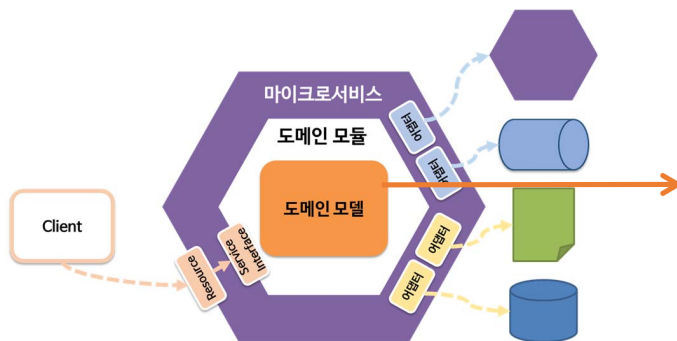 마이크로서비스
도메인 모듈
도메인 모델
Client
Resource
Service
Interface
어댑터
어댑터
어댑터
어댑터